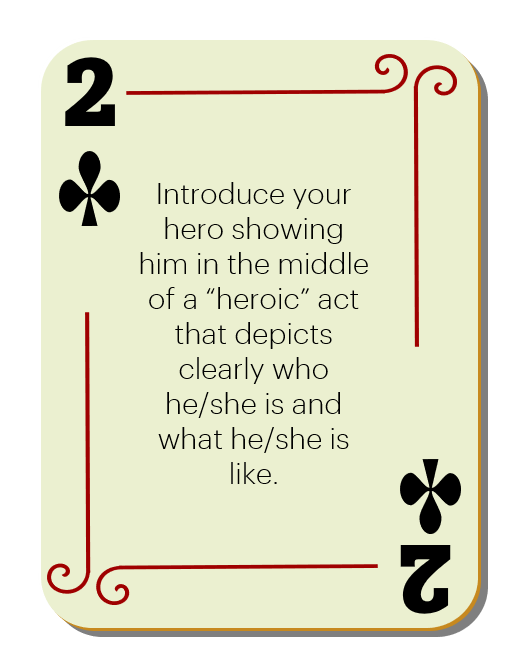 2
Introduce your
hero showing
him in the middle
of a “heroic” act
that depicts
clearly who
he/she is and
what he/she is
like.
2